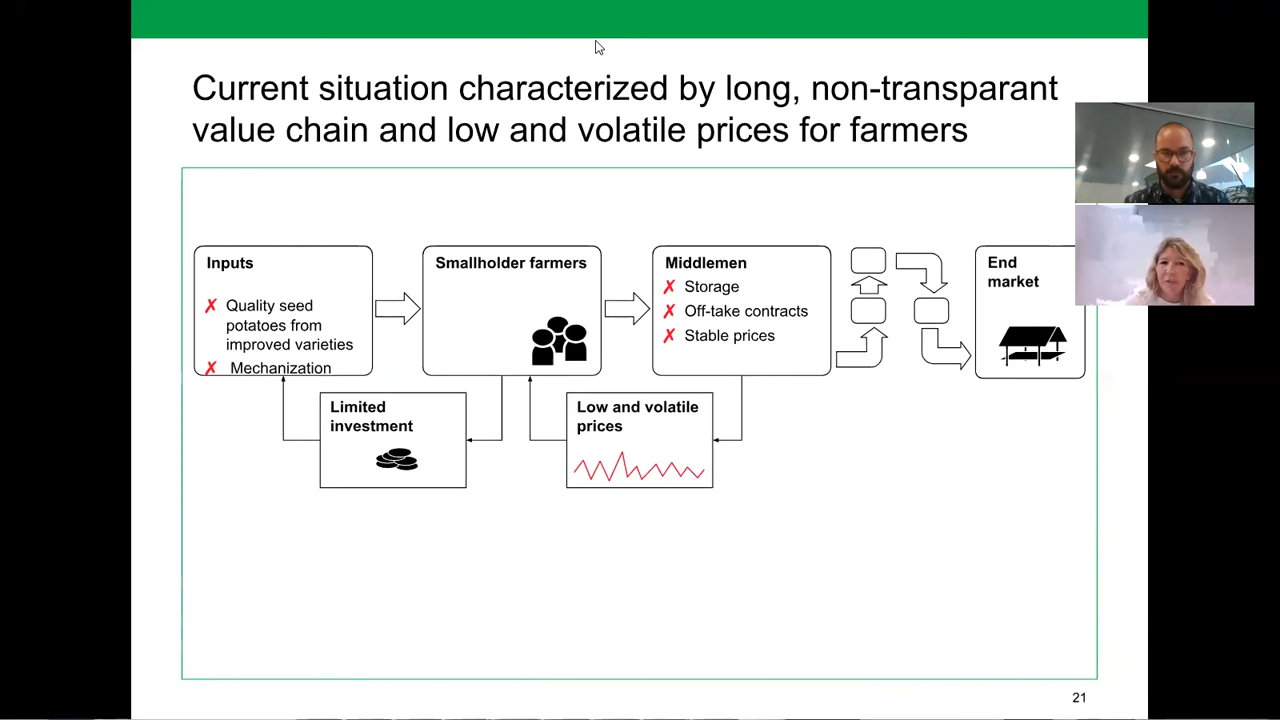 Current situation characterized by long, non-transparant
value chain and low and volatile prices for farmers
Inputs
✗ Quality seed
potatoes from
improved varieties
✗ Mechanization
Smallholder farmers
Middlemen
✗ Storage
✗ Off-take contracts
✗ Stable prices
End
market
Limited
investment
Low and volatile
prices
21